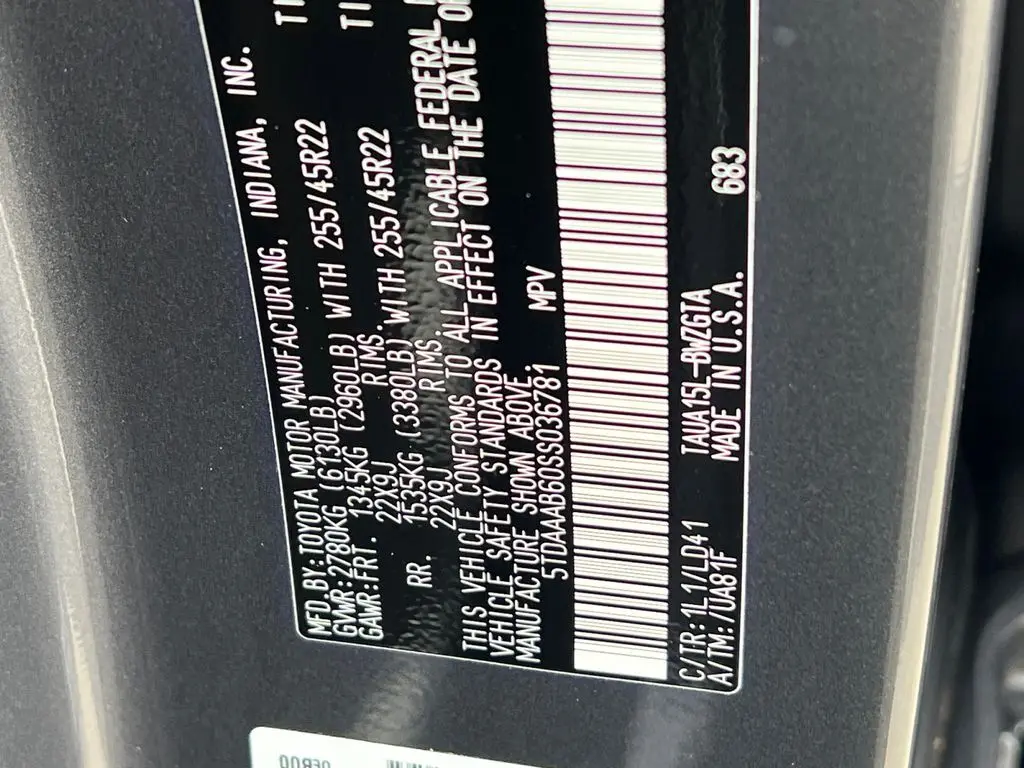 MFD.BY:TOYOTA MOTOR MANUFACTURING, INDIANA, INC.
GVWR:2780KG (6130LB)
GAWR:FRT. 1345KG (2960LB) WITH 255/45R22 TI
22X9J RIMS.
RR. 1535KG (3380LB) WITH 255/45R22 TI
22X9J RIMS.
THIS VEHICLE CONFORMS TO ALL APPLICABLE FEDERAL
VEHICLE SAFETY STANDARDS IN EFFECT ON THE DATE OF
MANUFACTURE SHOWN ABOVE.
5TDAAAB60SS036781 MPV
C/TR:1L1/LD41 TAUA15L-BWZGTA 683
A/TM:/UA81F MADE IN U.S.A.